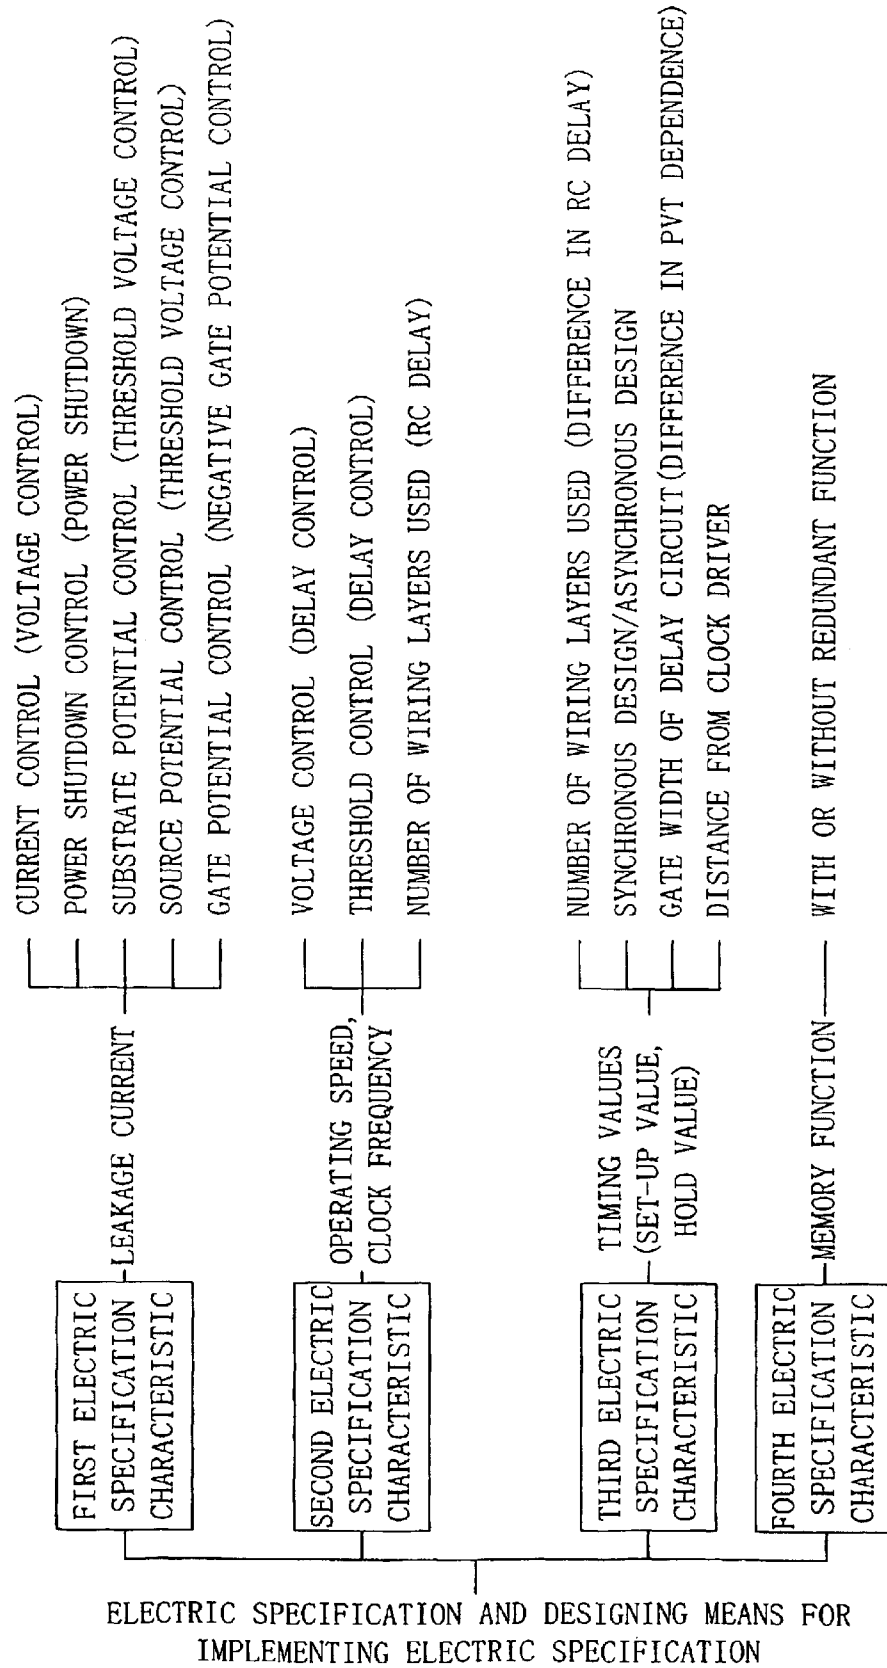 ELECTRIC SPECIFICATION AND DESIGNING MEANS FOR
IMPLEMENTING ELECTRIC SPECIFICATION
FIRST ELECTRIC
SPECIFICATION
CHARACTERISTIC
LEAKAGE CURRENT
CURRENT CONTROL (VOLTAGE CONTROL)
POWER SHUTDOWN CONTROL (POWER SHUTDOWN)
SUBSTRATE POTENTIAL CONTROL (THRESHOLD VOLTAGE CONTROL)
SOURCE POTENTIAL CONTROL (THRESHOLD VOLTAGE CONTROL)
GATE POTENTIAL CONTROL (NEGATIVE GATE POTENTIAL CONTROL)
SECOND ELECTRIC
SPECIFICATION
CHARACTERISTIC
OPERATING SPEED,
CLOCK FREQUENCY
VOLTAGE CONTROL (DELAY CONTROL)
THRESHOLD CONTROL (DELAY CONTROL)
NUMBER OF WIRING LAYERS USED (RC DELAY)
THIRD ELECTRIC
SPECIFICATION
CHARACTERISTIC
TIMING VALUES
(SET-UP VALUE,
HOLD VALUE)
NUMBER OF WIRING LAYERS USED (DIFFERENCE IN RC DELAY)
SYNCHRONOUS DESIGN/ASYNCHRONOUS DESIGN
GATE WIDTH OF DELAY CIRCUIT(DIFFERENCE IN PVT DEPENDENCE)
DISTANCE FROM CLOCK DRIVER
FOURTH ELECTRIC
SPECIFICATION
CHARACTERISTIC
MEMORY FUNCTION
WITH OR WITHOUT REDUNDANT FUNCTION